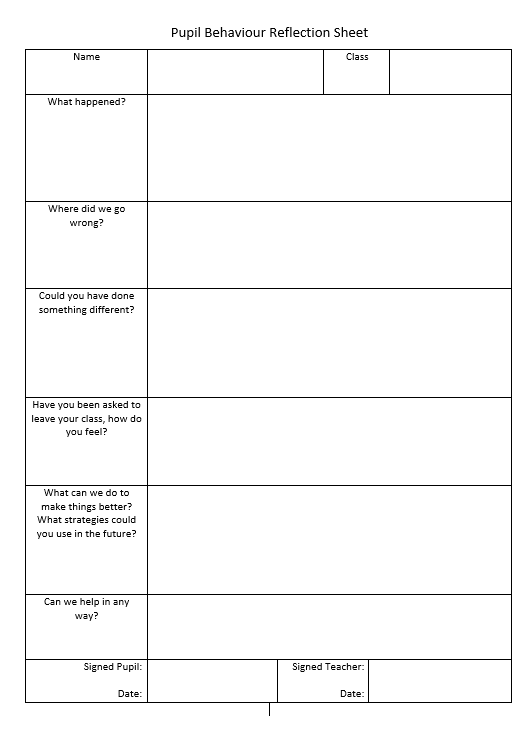 Pupil Behaviour Reflection Sheet
Name
Class
What happened?
Where did we go
wrong?
Could you have done
something different?
Have you been asked to
leave your class, how do
you feel?
What can we do to
make things better?
What strategies could
you use in the future?
Can we help in any
way?
Signed Pupil:
Signed Teacher:
Date:
Date: